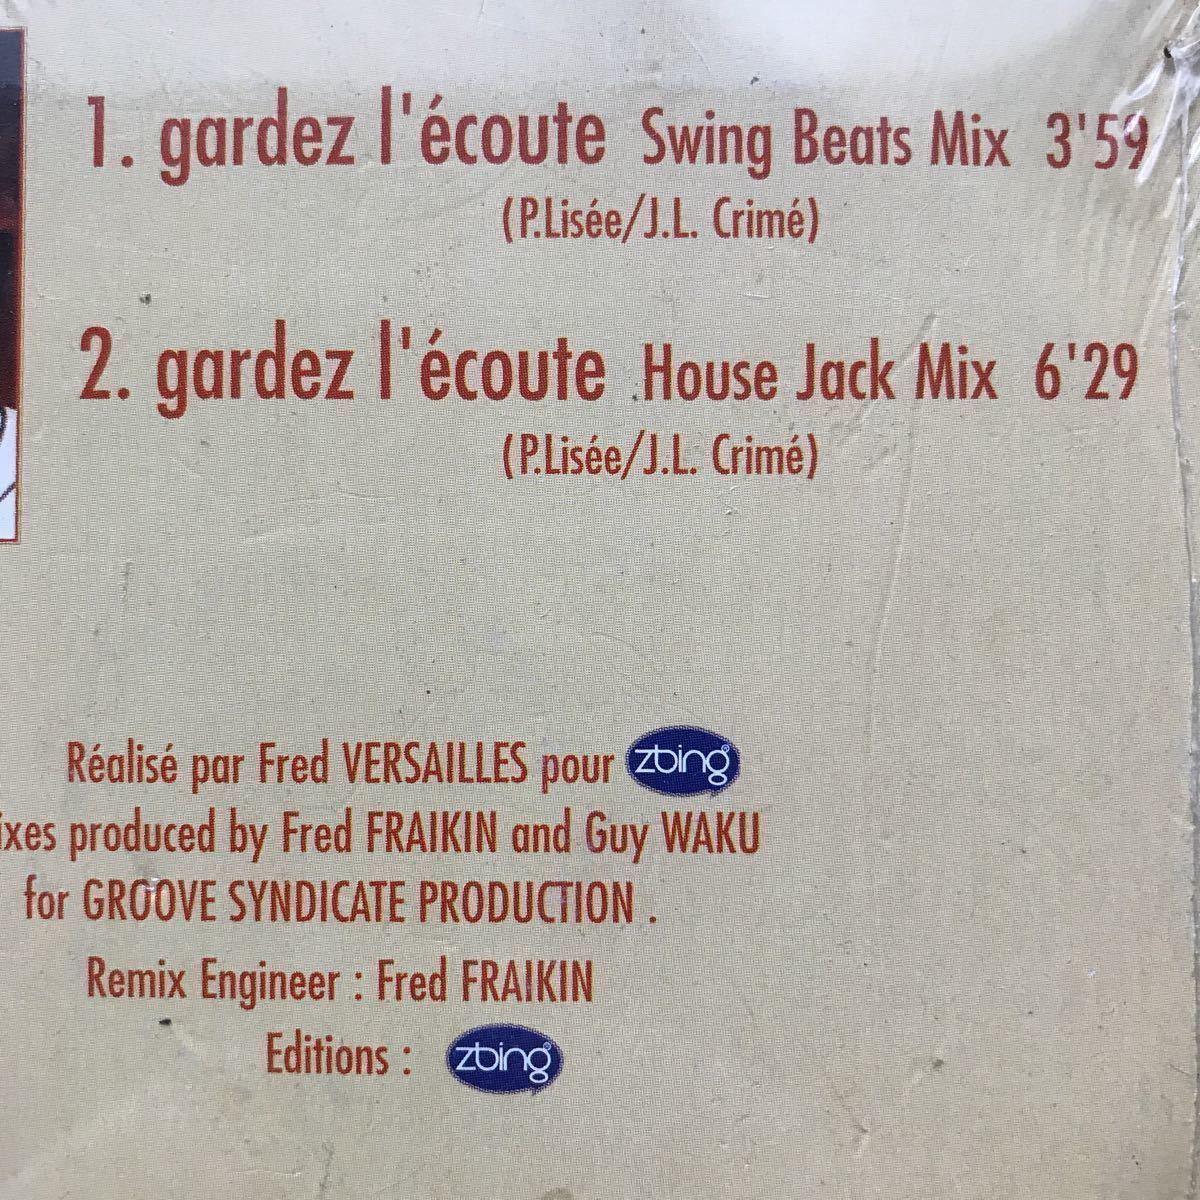 1. gardez l'écoute Swing Beats Mix 3'59
(P.Lisée/J.L. Crimé)
2. gardez l'écoute House Jack Mix 6'29
(P.Lisée/J.L. Crimé)
Réalisé par Fred VERSAILLES pour zbing
produced by Fred FRAIKIN and Guy WAKU
for GROOVE SYNDICATE PRODUCTION .
Remix Engineer : Fred FRAIKIN
Editions : zbing